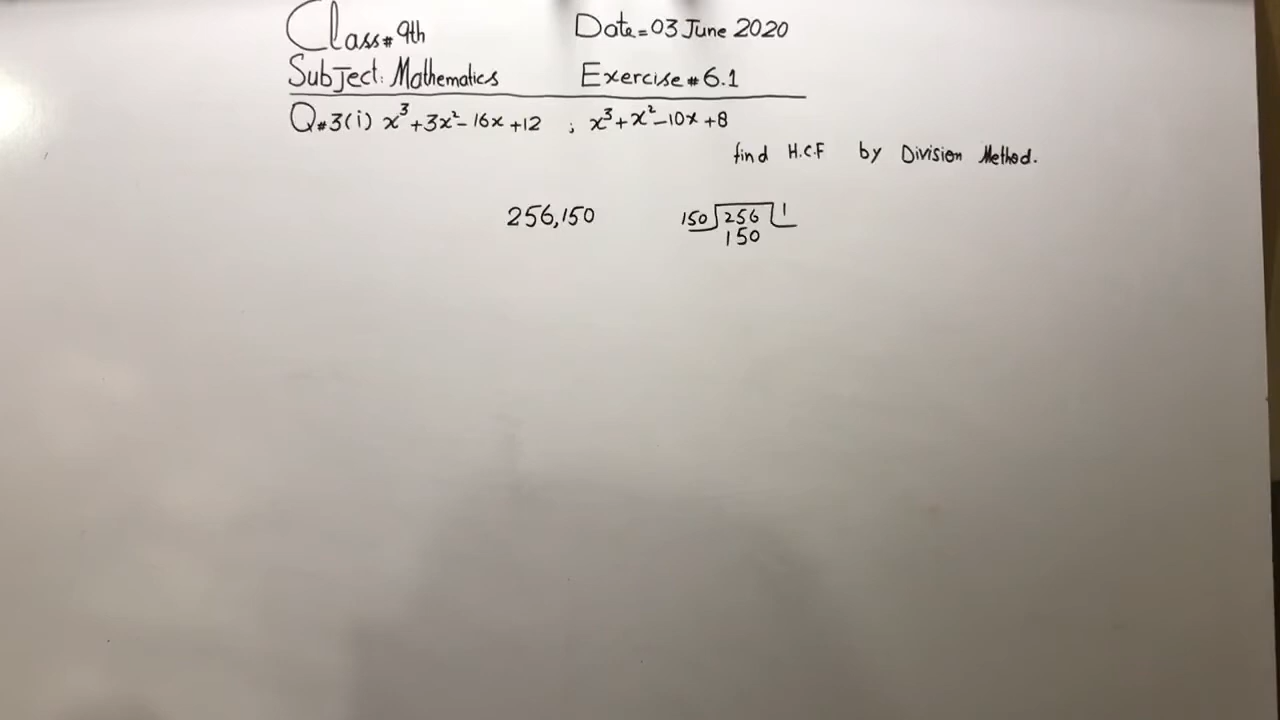 Class# 9th Date=03 June 2020
Subject: Mathematics Exercise#6.1
Q#3(i) x³+3x²-16x+12 ; x³+x²-10x+8
find H.C.F by Division Method.
256,150 150 256 1
150